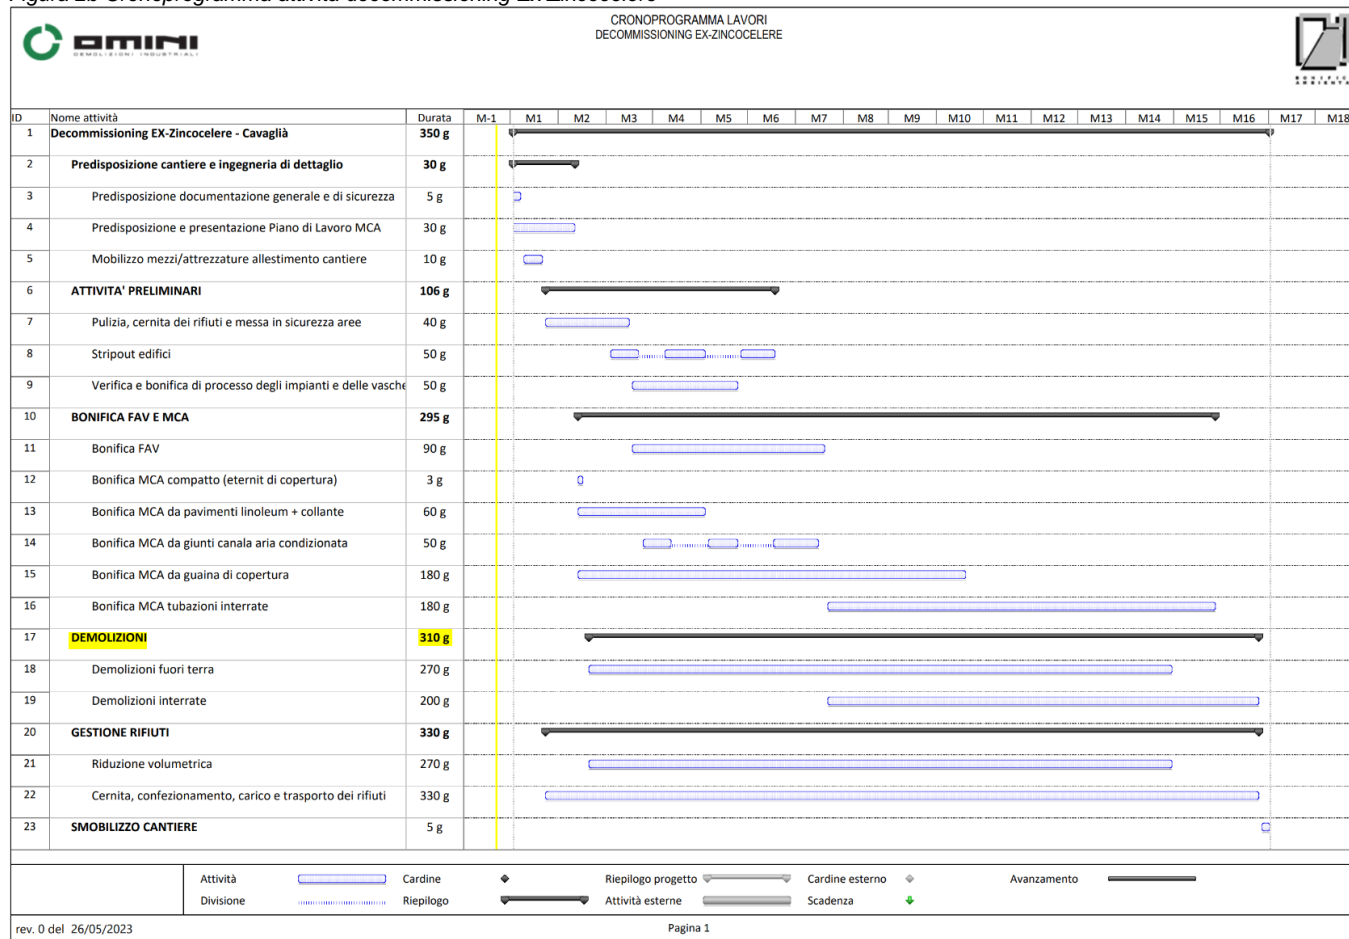 Figura 2b Cronoprogramma attività decommissioning Ex Zincocelere
CRONOPROGRAMMA LAVORI
DECOMMISSIONING EX-ZINCOCELERE
OMINI
DEMOLIZIONI INDUSTRIALI
ID Nome attività Durata M-1 M1 M2 M3 M4 M5 M6 M7 M8 M9 M10 M11 M12 M13 M14 M15 M16 M17 M18
1 Decommissioning EX-Zincocelere - Cavaglià 350 g
2 Predisposizione cantiere e ingegneria di dettaglio 30 g
3 Predisposizione documentazione generale e di sicurezza 5 g
4 Predisposizione e presentazione Piano di Lavoro MCA 30 g
5 Mobilizzo mezzi/attrezzature allestimento cantiere 10 g
6 ATTIVITA' PRELIMINARI 106 g
7 Pulizia, cernita dei rifiuti e messa in sicurezza aree 40 g
8 Stripout edifici 50 g
9 Verifica e bonifica di processo degli impianti e delle vasche 50 g
10 BONIFICA FAV E MCA 295 g
11 Bonifica FAV 90 g
12 Bonifica MCA compatto (eternit di copertura) 3 g
13 Bonifica MCA da pavimenti linoleum + collante 60 g
14 Bonifica MCA da giunti canala aria condizionata 50 g
15 Bonifica MCA da guaina di copertura 180 g
16 Bonifica MCA tubazioni interrate 180 g
17 DEMOLIZIONI 310 g
18 Demolizioni fuori terra 270 g
19 Demolizioni interrate 200 g
20 GESTIONE RIFIUTI 330 g
21 Riduzione volumetrica 270 g
22 Cernita, confezionamento, carico e trasporto dei rifiuti 330 g
23 SMOBILIZZO CANTIERE 5 g
Attività Cardine Riepilogo progetto Cardine esterno Avanzamento
Divisione Riepilogo Attività esterne Scadenza
rev. 0 del 26/05/2023 Pagina 1